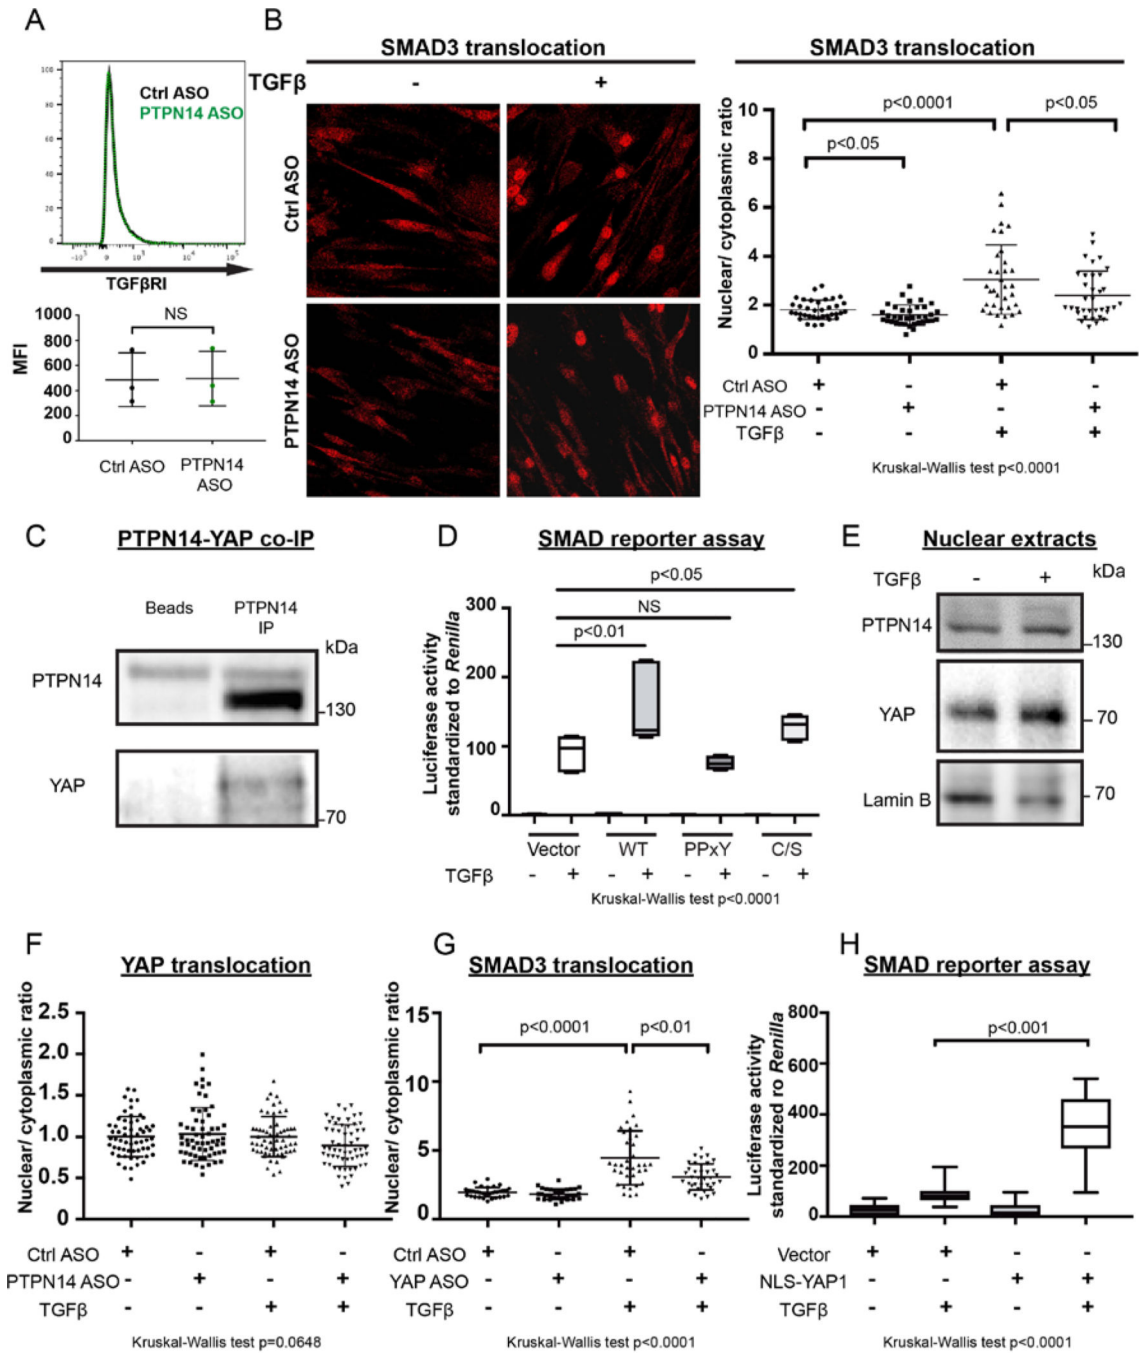 A
100
80
60
40
20
0
Ctrl ASO
PTPN14 ASO
0
TGFβRI
1000
800
600
400
200
0
MFI
NS
Ctrl ASO
PTPN14
ASO
B
SMAD3 translocation
TGFβ - +
Ctrl ASO
PTPN14 ASO
SMAD3 translocation
Nuclear/ cytoplasmic ratio
10
8
6
4
2
0
p<0.0001
p<0.05
p<0.05
Ctrl ASO + - + -
PTPN14 ASO - + - +
TGFβ - - + +
Kruskal-Wallis test p<0.0001
C
PTPN14-YAP co-IP
Beads PTPN14
IP
kDa
PTPN14
130
YAP
70
D
SMAD reporter assay
Luciferase activity
standardized to Renilla
300
200
100
0
p<0.05
NS
p<0.01
Vector WT PPxY C/S
TGFβ - + - + - + - +
Kruskal-Wallis test p<0.0001
E
Nuclear extracts
TGFβ - + kDa
PTPN14
130
YAP
70
Lamin B
70
F
YAP translocation
Nuclear/ cytoplasmic ratio
2.5
2.0
1.5
1.0
0.5
0
Ctrl ASO + - + -
PTPN14 ASO - + - +
TGFβ - - + +
Kruskal-Wallis test p=0.0648
G
SMAD3 translocation
Nuclear/ cytoplasmic ratio
15
10
5
0
p<0.0001
p<0.01
Ctrl ASO + - + -
YAP ASO - + - +
TGFβ - - + +
Kruskal-Wallis test p<0.0001
H
SMAD reporter assay
Luciferase activity
standardized ro Renilla
800
600
400
200
0
p<0.001
Vector + + - -
NLS-YAP1 - - + +
TGFβ - + - +
Kruskal-Wallis test p<0.0001